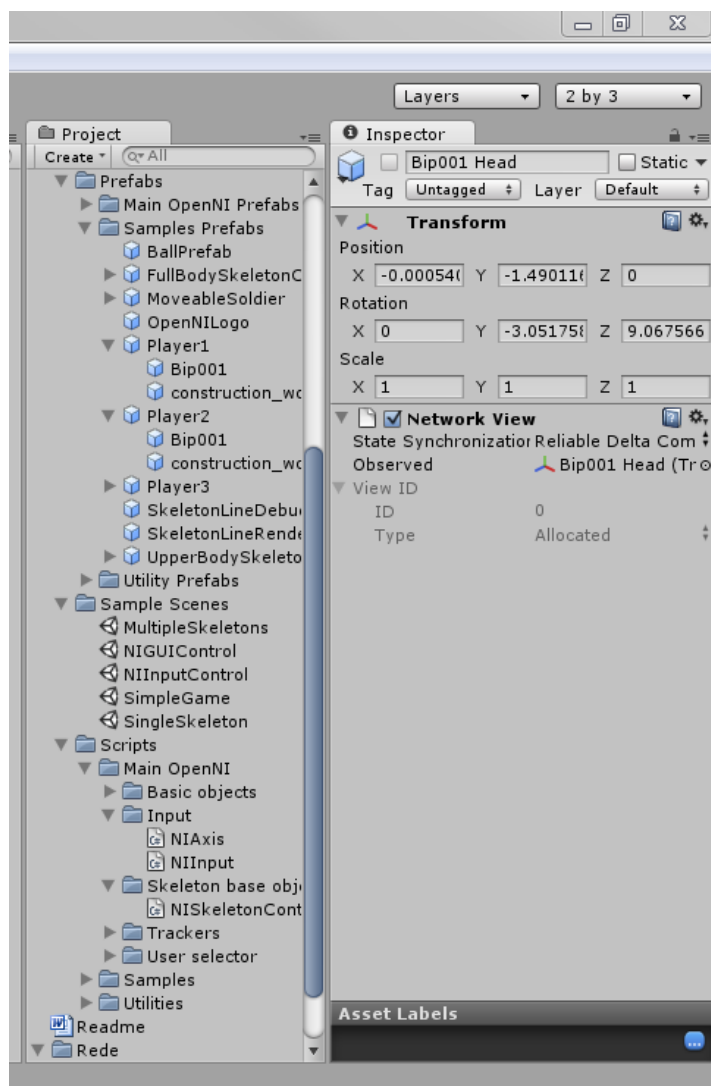 Layers 2 by 3
Project
Create All
Prefabs
Main OpenNI Prefabs
Samples Prefabs
BallPrefab
FullBodySkeletonC
MoveableSoldier
OpenNILogo
Player1
Bip001
construction_wo
Player2
Bip001
construction_wo
Player3
SkeletonLineDebu
SkeletonLineRende
UpperBodySkeleto
Utility Prefabs
Sample Scenes
MultipleSkeletons
NIGUIControl
NIInputControl
SimpleGame
SingleSkeleton
Scripts
Main OpenNI
Basic objects
Input
NIAxis
NIInput
Skeleton base obj
NISkeletonCont
Trackers
User selector
Samples
Utilities
Readme
Rede
Inspector
Bip001 Head Static
Tag Untagged Layer Default
Transform
Position
X -0.00054( Y -1.490116 Z 0
Rotation
X 0 Y -3.051758 Z 9.067566
Scale
X 1 Y 1 Z 1
Network View
State Synchronization Reliable Delta Com
Observed Bip001 Head (Tr
View ID
ID 0
Type Allocated
Asset Labels